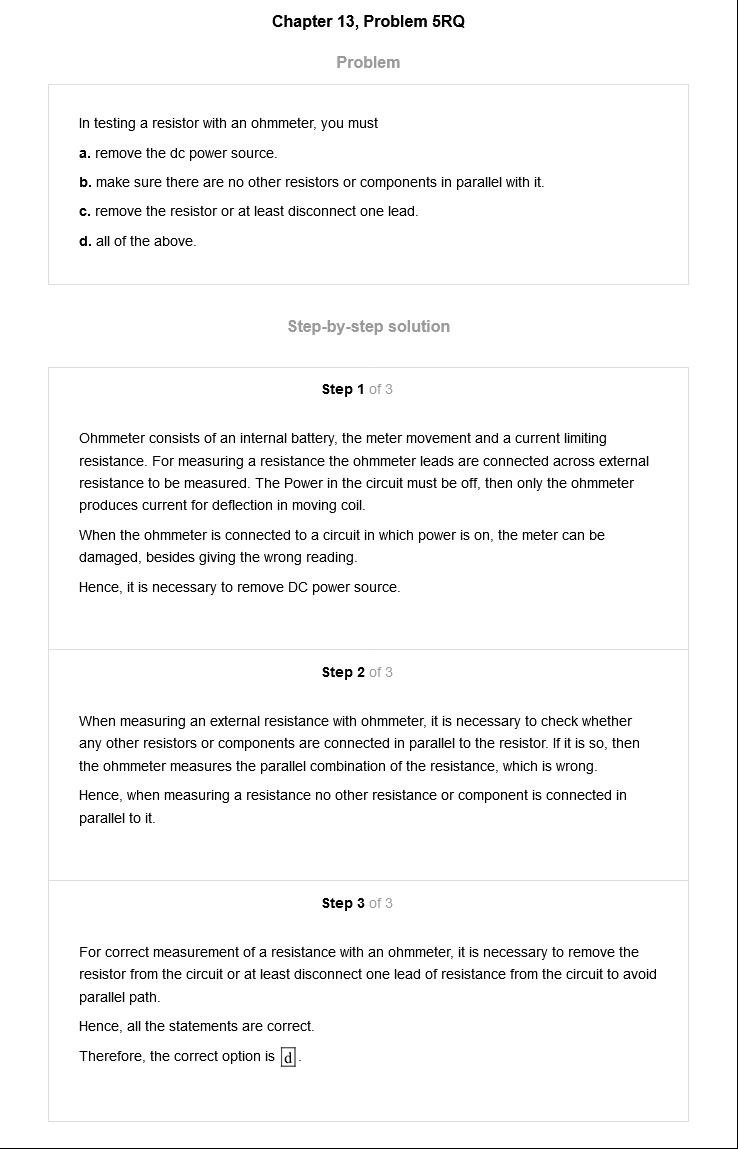 Chapter 13, Problem 5RQ
Problem
In testing a resistor with an ohmmeter, you must
a. remove the dc power source.
b. make sure there are no other resistors or components in parallel with it.
c. remove the resistor or at least disconnect one lead.
d. all of the above.
Step-by-step solution
Step 1 of 3
Ohmmeter consists of an internal battery, the meter movement and a current limiting
resistance. For measuring a resistance the ohmmeter leads are connected across external
resistance to be measured. The Power in the circuit must be off, then only the ohmmeter
produces current for deflection in moving coil.
When the ohmmeter is connected to a circuit in which power is on, the meter can be
damaged, besides giving the wrong reading.
Hence, it is necessary to remove DC power source.
Step 2 of 3
When measuring an external resistance with ohmmeter, it is necessary to check whether
any other resistors or components are connected in parallel to the resistor. If it is so, then
the ohmmeter measures the parallel combination of the resistance, which is wrong.
Hence, when measuring a resistance no other resistance or component is connected in
parallel to it.
Step 3 of 3
For correct measurement of a resistance with an ohmmeter, it is necessary to remove the
resistor from the circuit or at least disconnect one lead of resistance from the circuit to avoid
parallel path.
Hence, all the statements are correct.
Therefore, the correct option is d.